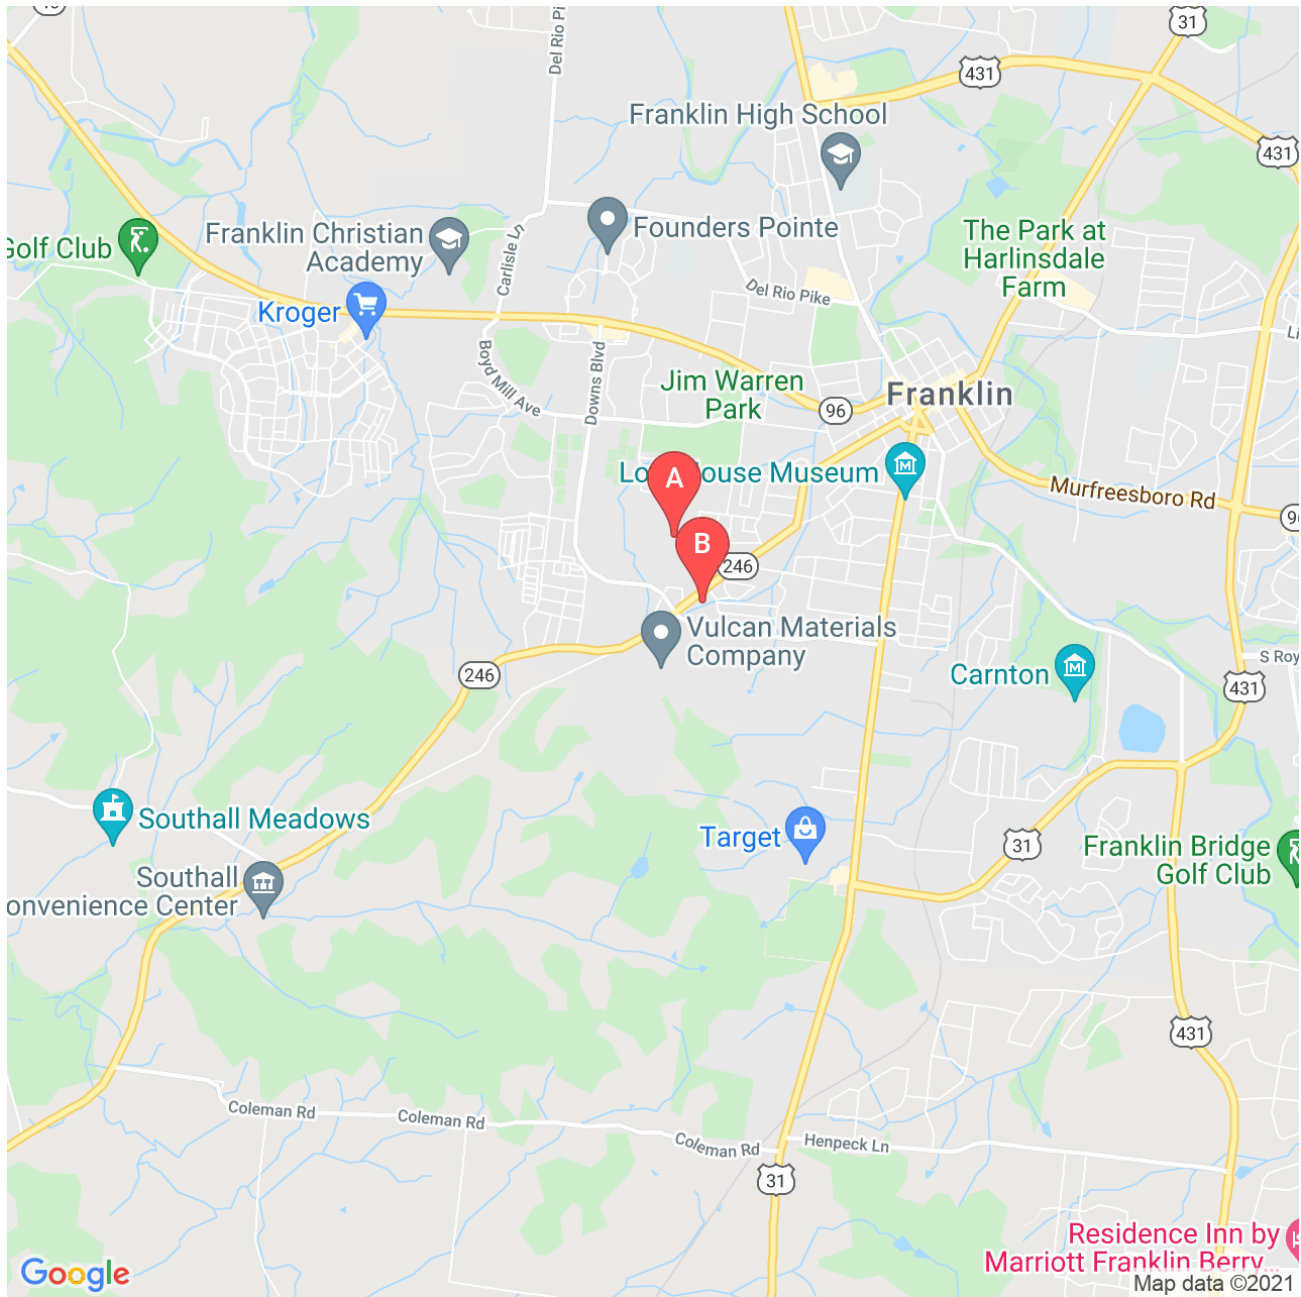 31
431
Del Rio Pi
Franklin High School
431
Franklin Christian
Academy
Carlisle Ln
Founders Pointe
The Park at
Harlinsdale
Farm
Golf Club
Del Rio Pike
Kroger
Boyd Mill Ave
Downs Blvd
Li
Jim Warren
Park
Franklin
96
House Museum
A
Murfreesboro Rd
B
246
Vulcan Materials
Company
S Roy
246
Carnton
431
Southall Meadows
Target
31
Franklin Bridge
Golf Club
Southall
onvenience Center
431
Coleman Rd
Coleman Rd
Coleman Rd
Henpeck Ln
31
Residence Inn by
Marriott Franklin Berry...
Google
Map data ©2021